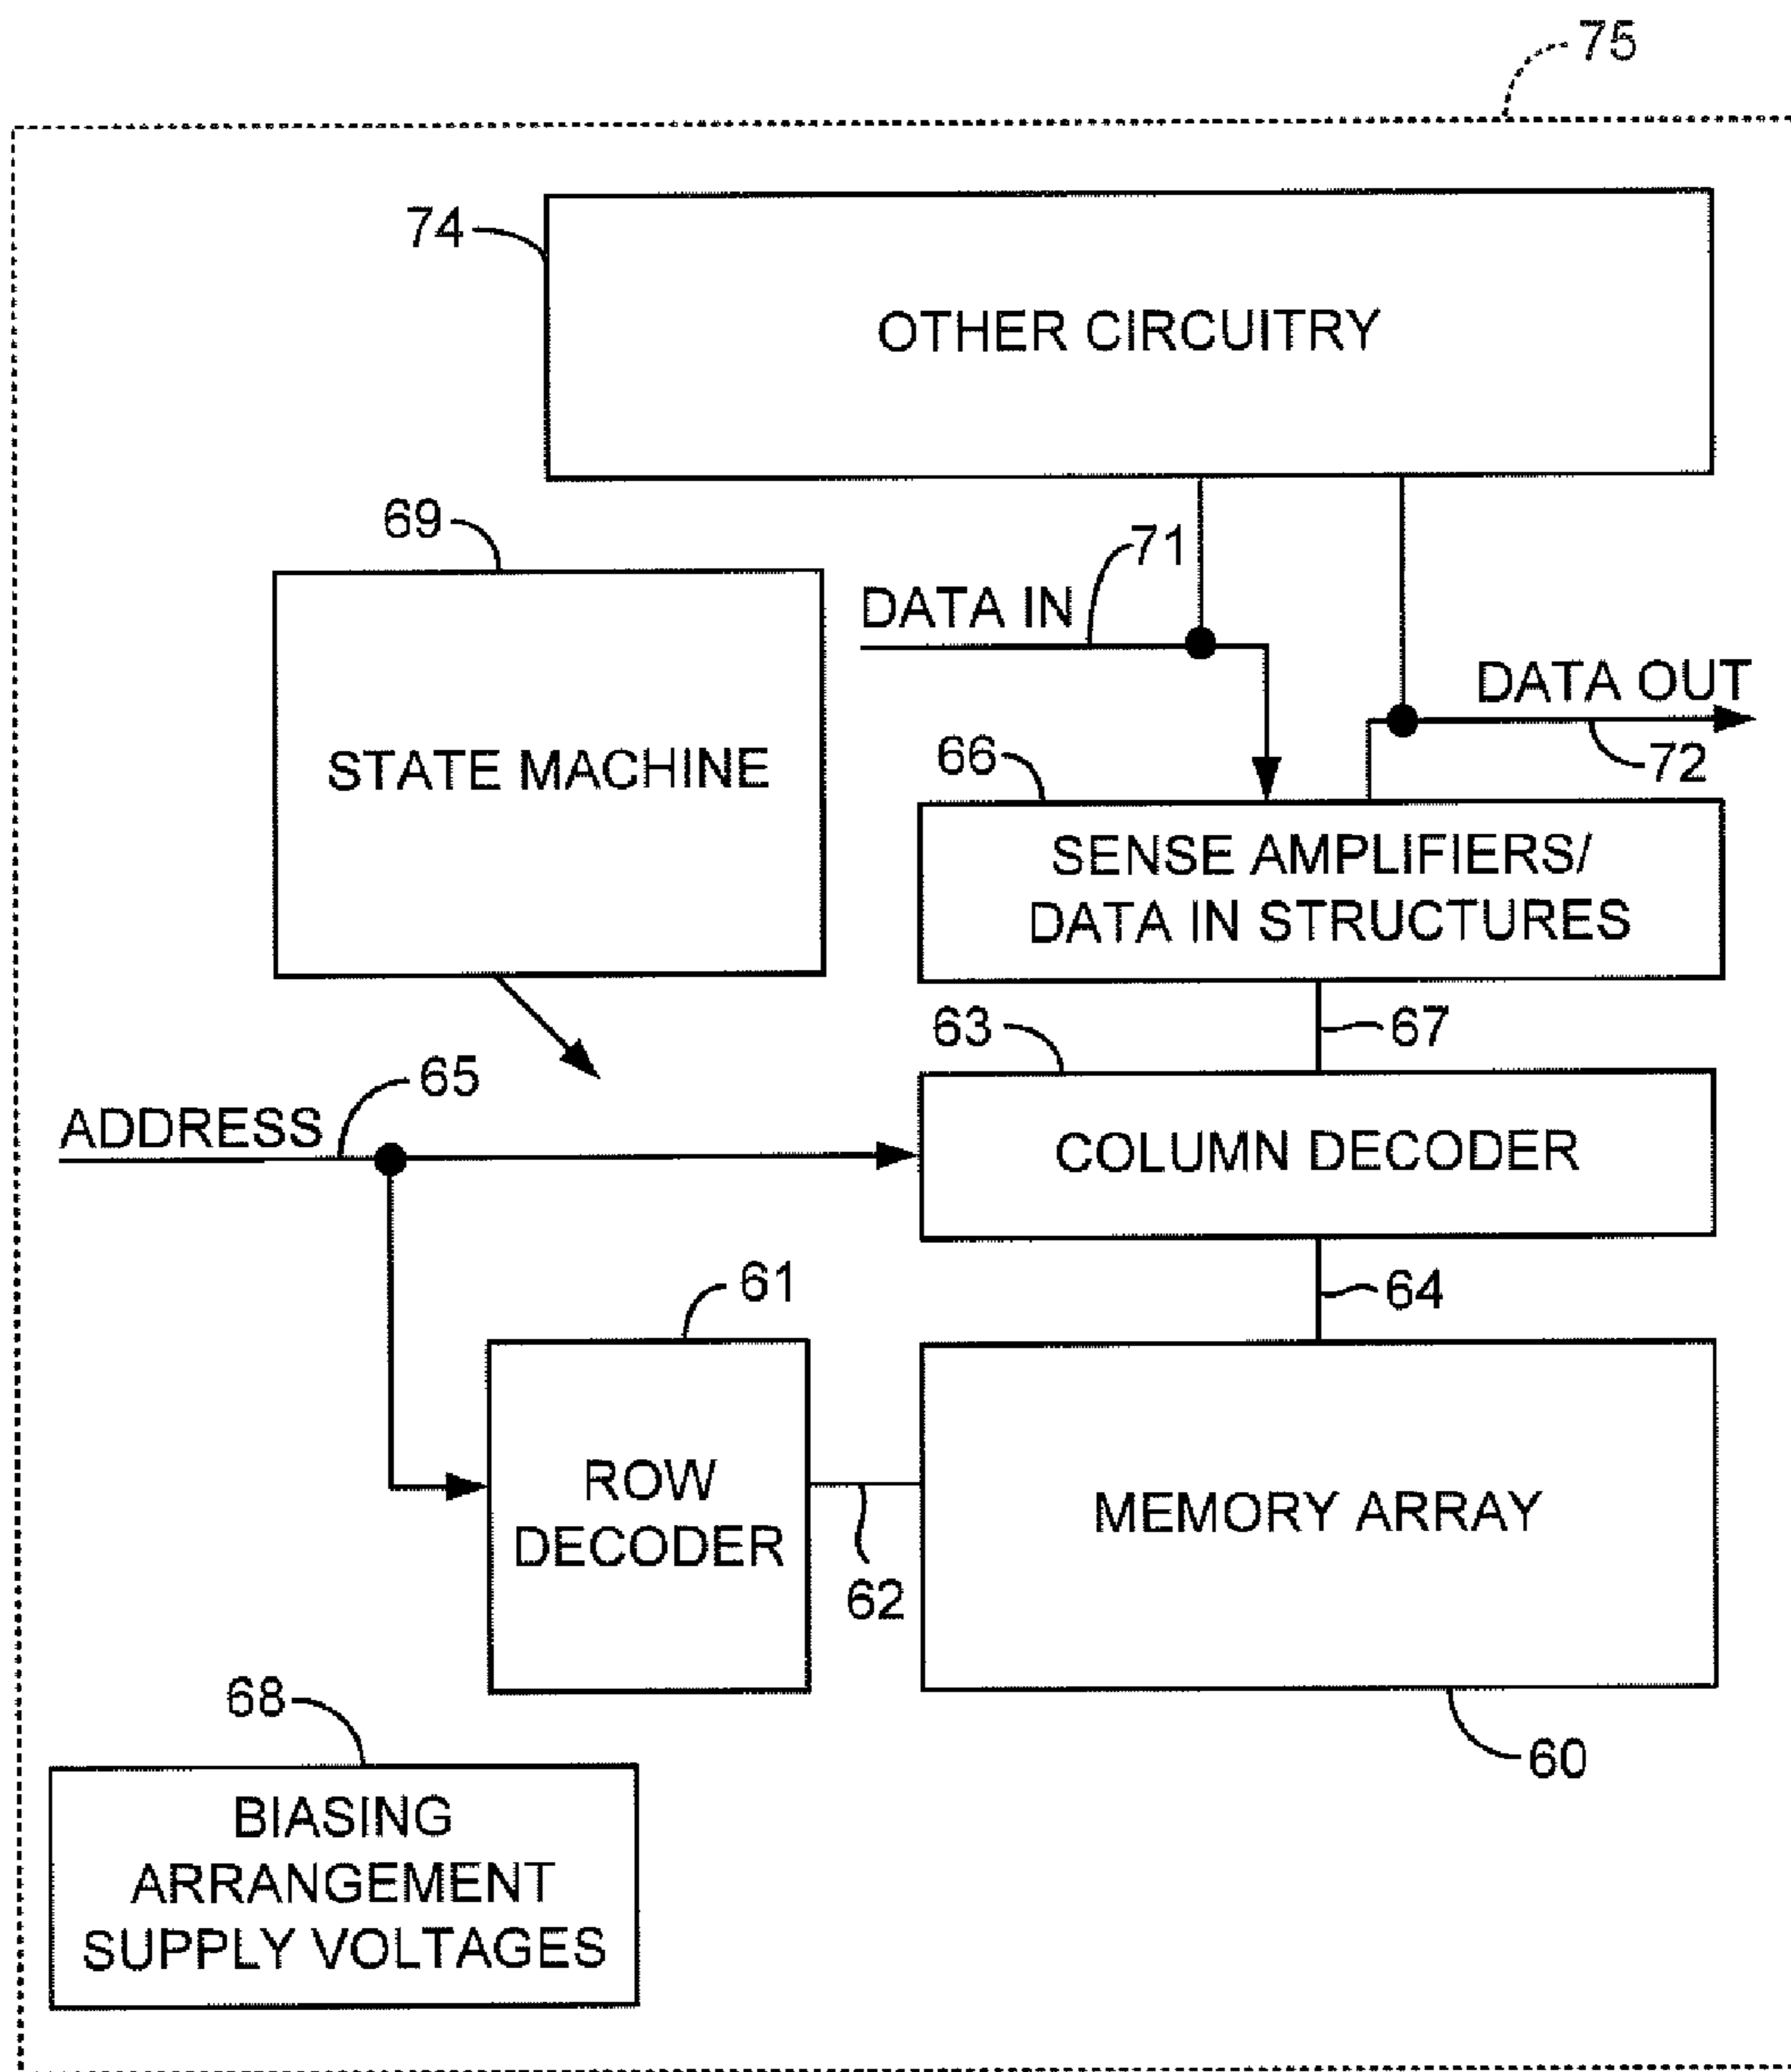 75
74
OTHER CIRCUITRY
69
71
DATA IN
DATA OUT
72
STATE MACHINE
66
SENSE AMPLIFIERS/
DATA IN STRUCTURES
67
63
65
ADDRESS
COLUMN DECODER
64
61
ROW
DECODER
62
MEMORY ARRAY
60
68
BIASING
ARRANGEMENT
SUPPLY VOLTAGES